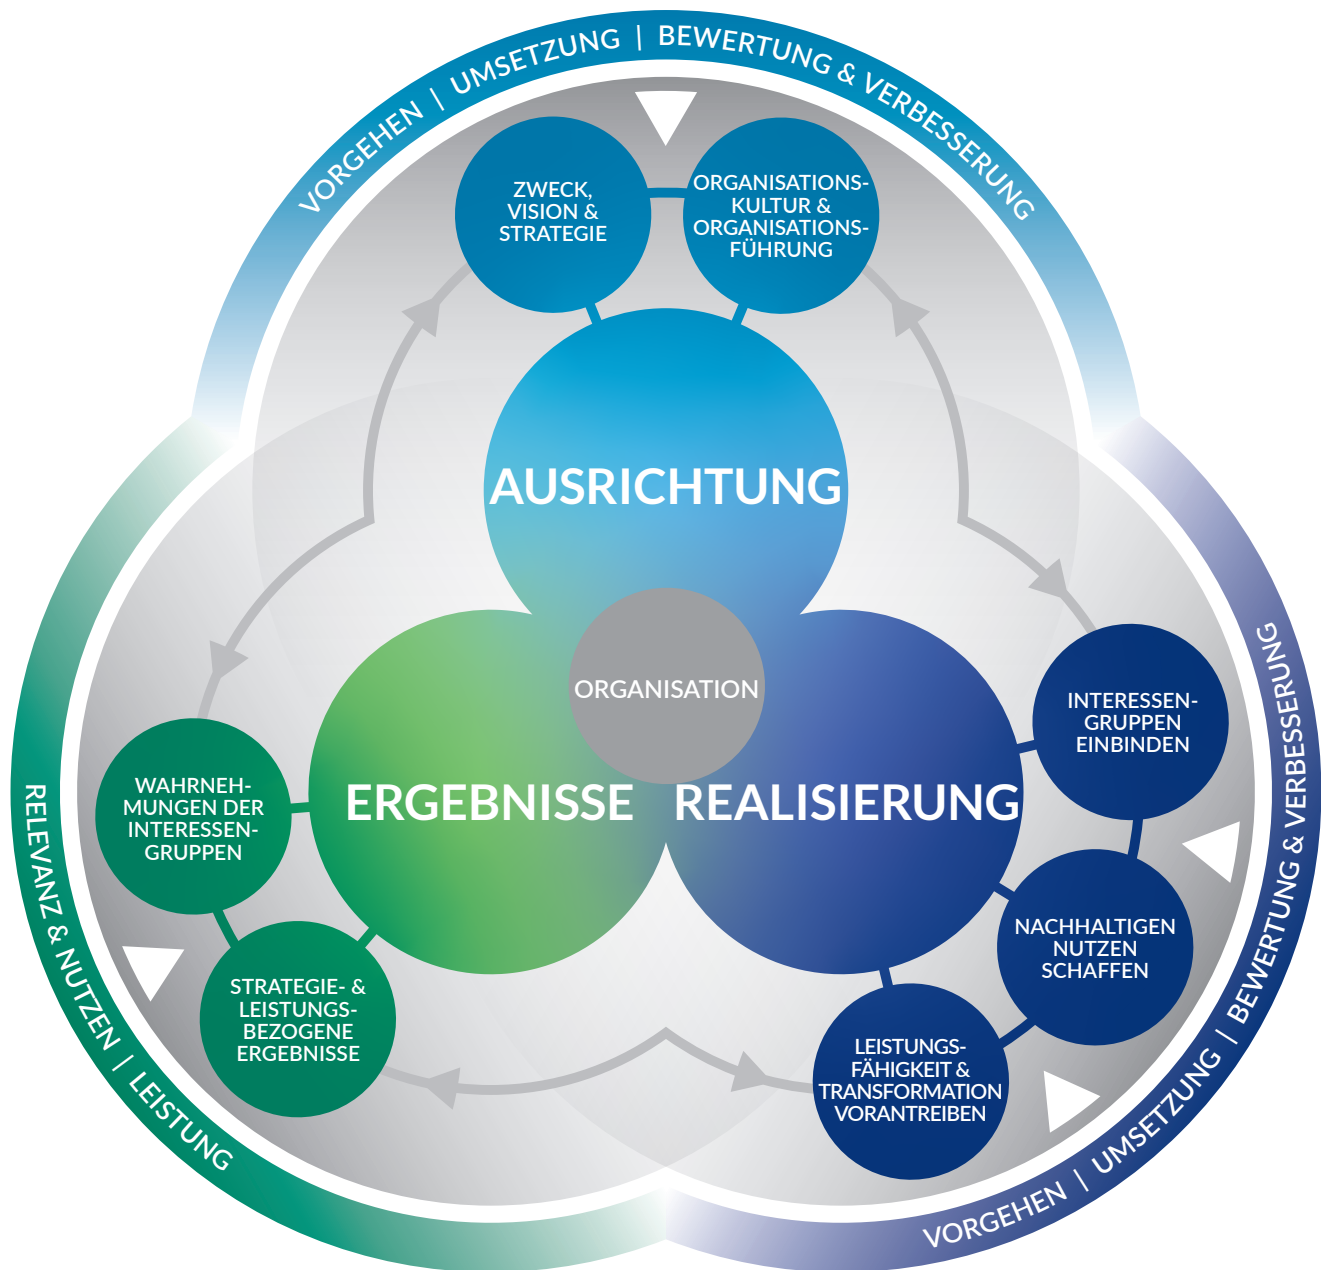 VORGEHEN | UMSETZUNG | BEWERTUNG & VERBESSERUNG
ZWECK,
VISION &
STRATEGIE
ORGANISATIONS-
KULTUR &
ORGANISATIONS-
FÜHRUNG
AUSRICHTUNG
ORGANISATION
ERGEBNISSE
REALISIERUNG
INTERESSEN-
GRUPPEN
EINBINDEN
NACHHALTIGEN
NUTZEN
SCHAFFEN
LEISTUNGS-
FÄHIGKEIT &
TRANSFORMATION
VORANTREIBEN
WAHRNEH-
MUNGEN DER
INTERESSEN-
GRUPPEN
STRATEGIE- &
LEISTUNGS-
BEZOGENE
ERGEBNISSE
RELEVANZ & NUTZEN | LEISTUNG
VORGEHEN | UMSETZUNG | BEWERTUNG & VERBESSERUNG